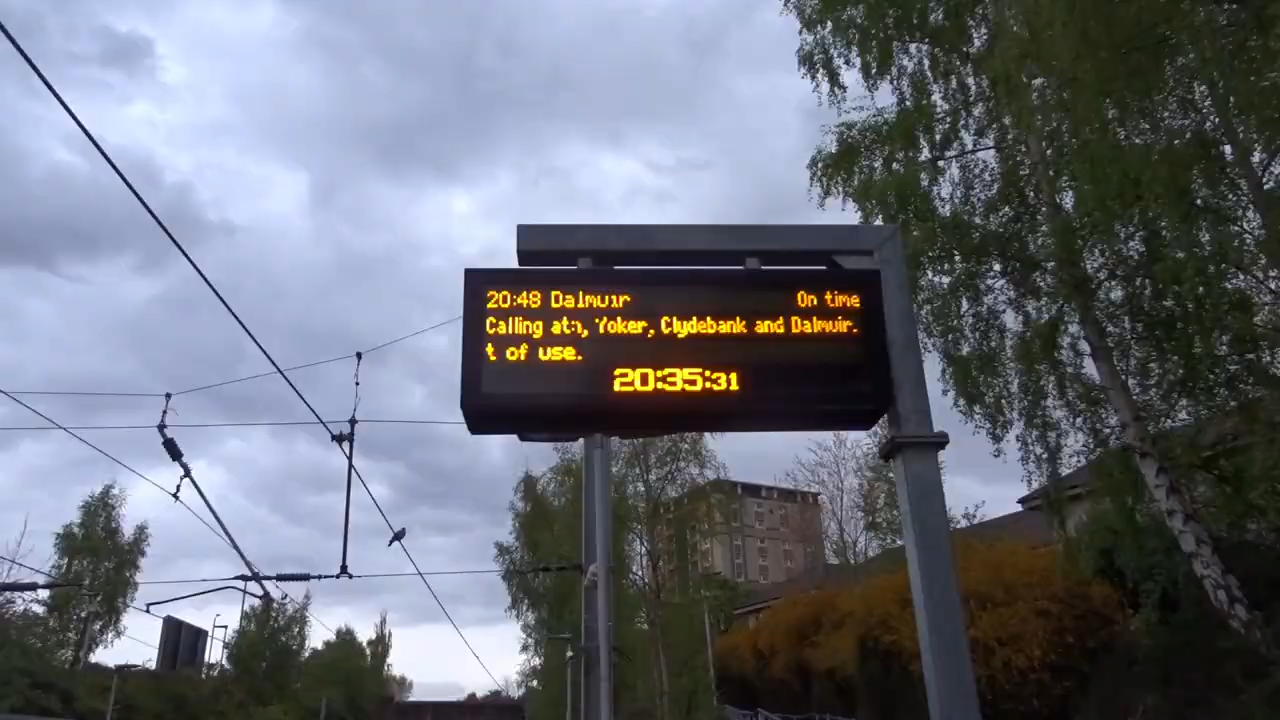 20:48 Dalmuir On time
Calling at: Yoker, Clydebank and Dalmuir.
t of use.
20:35:31